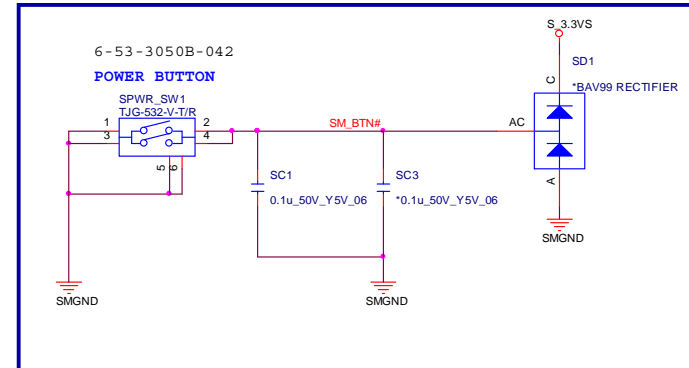 S_3.3VS
6-53-3050B-042
POWER BUTTON
SD1
C
*BAV99 RECTIFIER
SPWR_SW1
TJG-532-V-T/R
1
2
3
4
SM_BTN#
AC
5
6
SC1
0.1u_50V_Y5V_06
SC3
*0.1u_50V_Y5V_06
A
SMGND
SMGND
SMGND